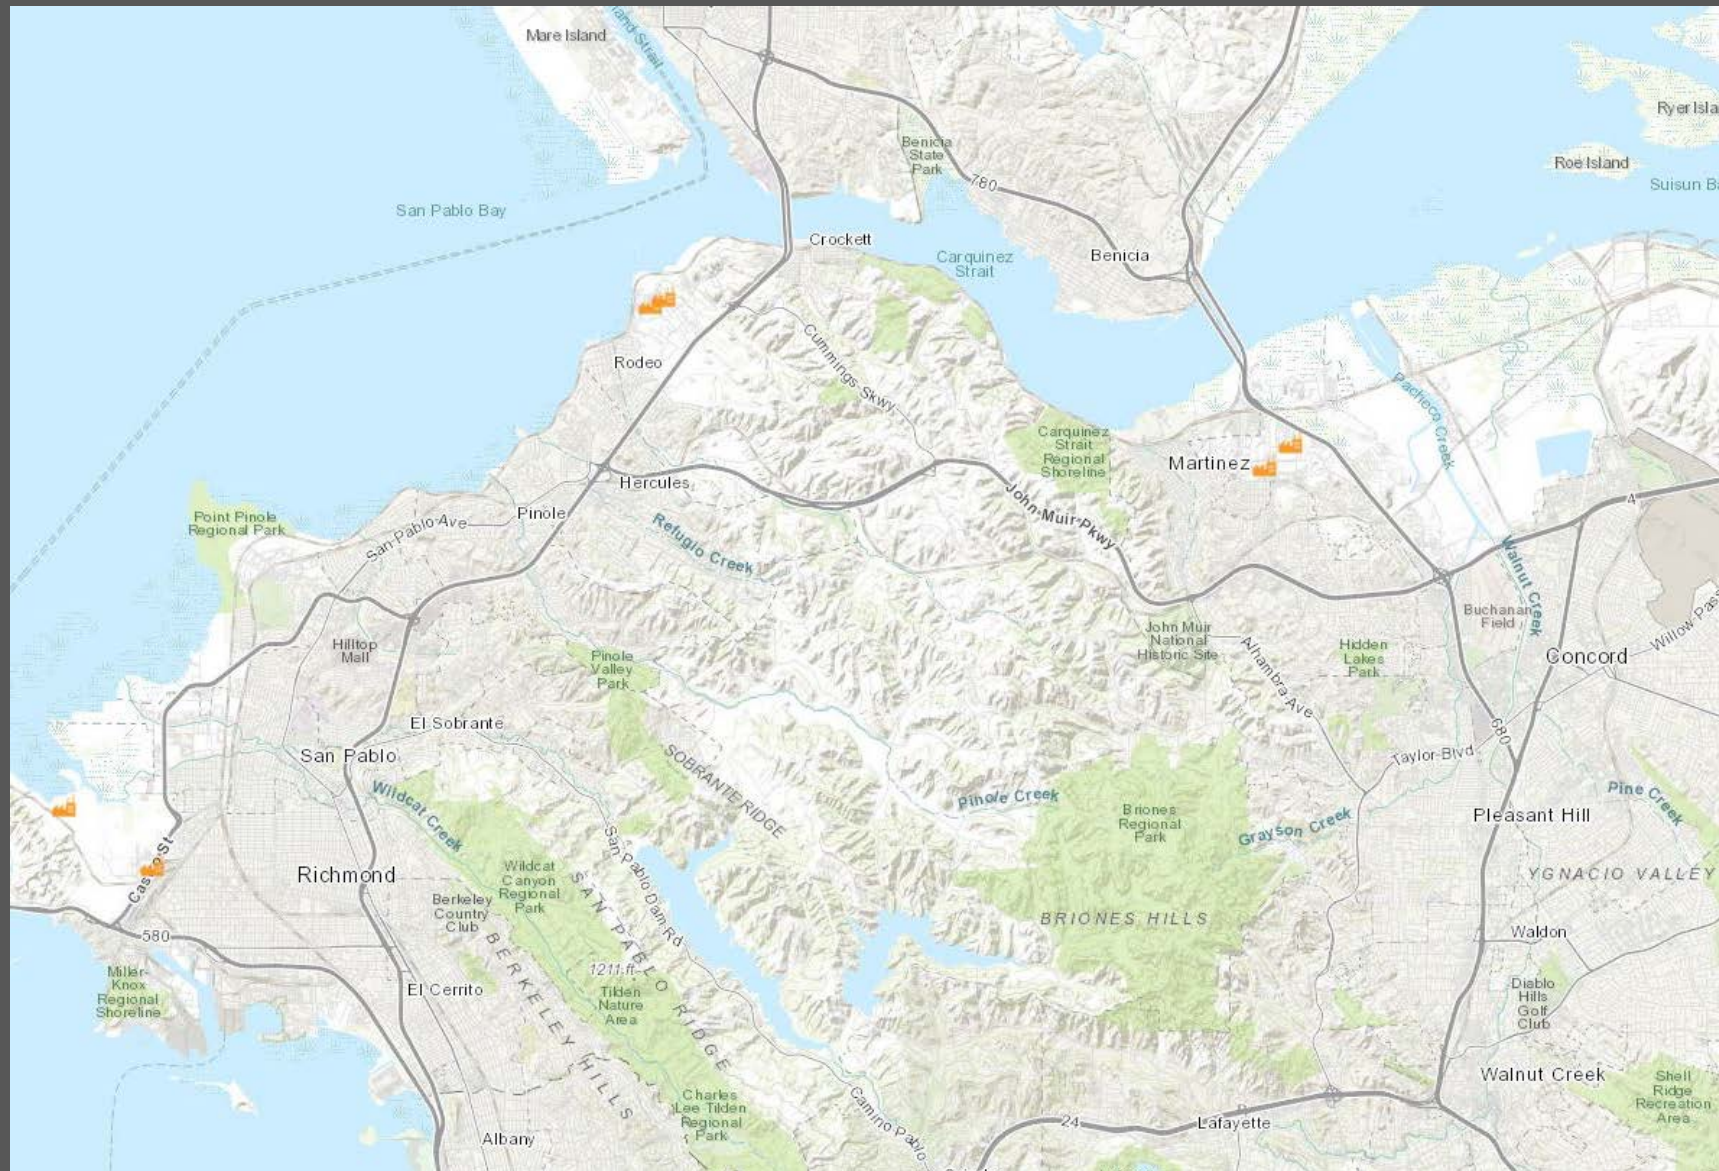 Mare Island
Ryer Isla
Benicia
State
Park
Roe Island
780
Suisun Ba
San Pablo Bay
Crockett
Benicia
Carquinez
Strait
Rodeo
Cummings Skwy
Pacheco Creek
Carquinez
Strait
Regional
Shoreline
Martinez
Hercules
4
Point Pinole
Regional Park
San Pablo Ave
Pinole
John Muir Pkwy
Refugio Creek
Walnut Creek
Buchanan
Field
Willow Pass
Hilltop
Mall
John Muir
National
Historic Site
Alhambra Ave
Hidden
Lakes
Park
Concord
Pinole
Valley
Park
El Sobrante
San Pablo
SOBRANTE RIDGE
680
Taylor Blvd
Wildcat Creek
Pinole Creek
Briones
Regional
Park
Grayson Creek
Pleasant Hill
Pine Creek
San Pablo Dam Rd
Richmond
Wildcat
Canyon
Regional
Park
Berkeley
Country
Club
SAN PABLO RIDGE
BRIONES HILLS
YGNACIO VALLEY
Waldon
580
BERKELEY HILLS
1211 ft
Tilden
Nature
Area
Miller-
Knox
Regional
Shoreline
El Cerrito
Diablo
Hills
Golf
Club
Walnut Creek
Shell
Ridge
Recreation
Area
Charles
Lee Tilden
Regional
Park
Camino Pablo
24
Lafayette
Albany